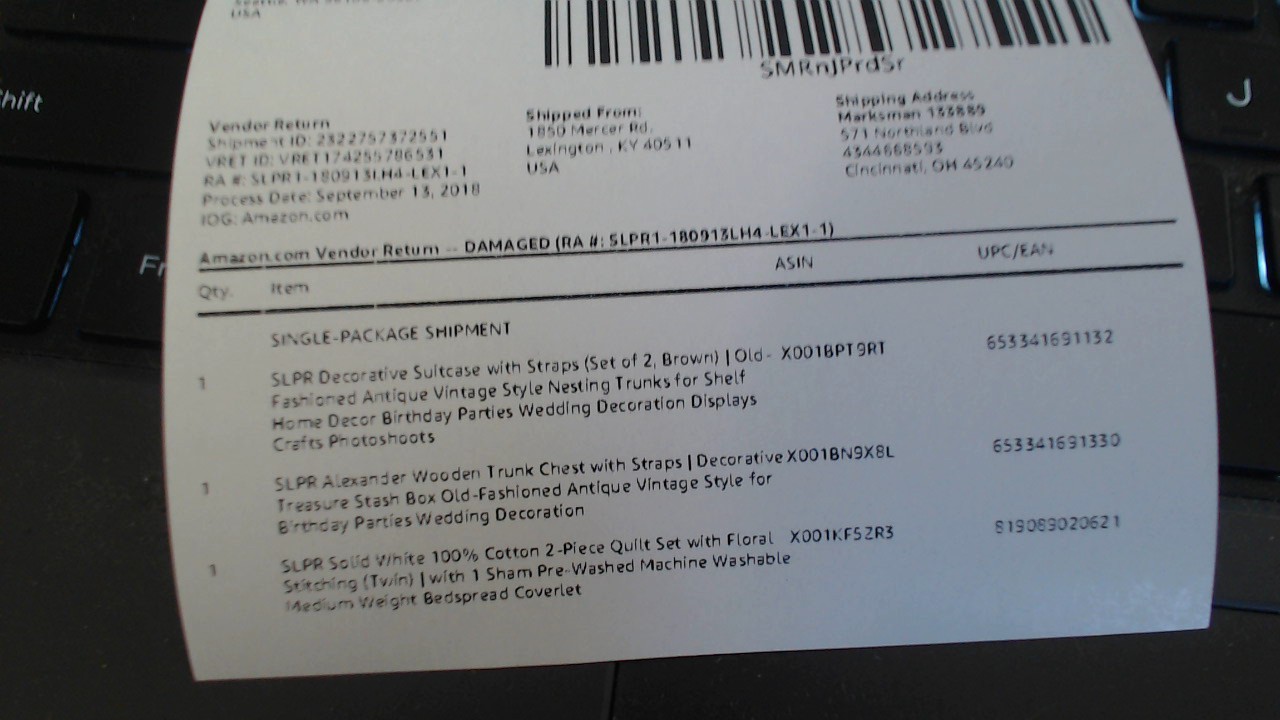 USA
SMRnJPrdSr
Vendor Return
Shipment ID: 2322757372551
VRET ID: VRET174255786531
RA #: SLPR1-180913LH4-LEX1-1
Process Date: September 13, 2018
IOG: Amazon.com
Shipped From:
1850 Mercer Rd.
Lexington , KY 40511
USA
Shipping Address
Marksman 133889
571 Northland Blvd
4344668593
Cincinnati, OH 45240
Amazon.com Vendor Return -- DAMAGED (RA #: SLPR1-180913LH4-LEX1-1)
Qty. Item ASIN UPC/EAN
SINGLE-PACKAGE SHIPMENT
1 SLPR Decorative Suitcase with Straps (Set of 2, Brown) | Old- X001BPT9RT 653341691132
Fashioned Antique Vintage Style Nesting Trunks for Shelf
Home Decor Birthday Parties Wedding Decoration Displays
Crafts Photoshoots
1 SLPR Alexander Wooden Trunk Chest with Straps | Decorative X001BN9X8L 653341691330
Treasure Stash Box Old-Fashioned Antique Vintage Style for
Birthday Parties Wedding Decoration
1 SLPR Solid White 100% Cotton 2-Piece Quilt Set with Floral X001KF5ZR3 819089020621
Stitching (Twin) | with 1 Sham Pre-Washed Machine Washable
Medium Weight Bedspread Coverlet
hift
J
Fr